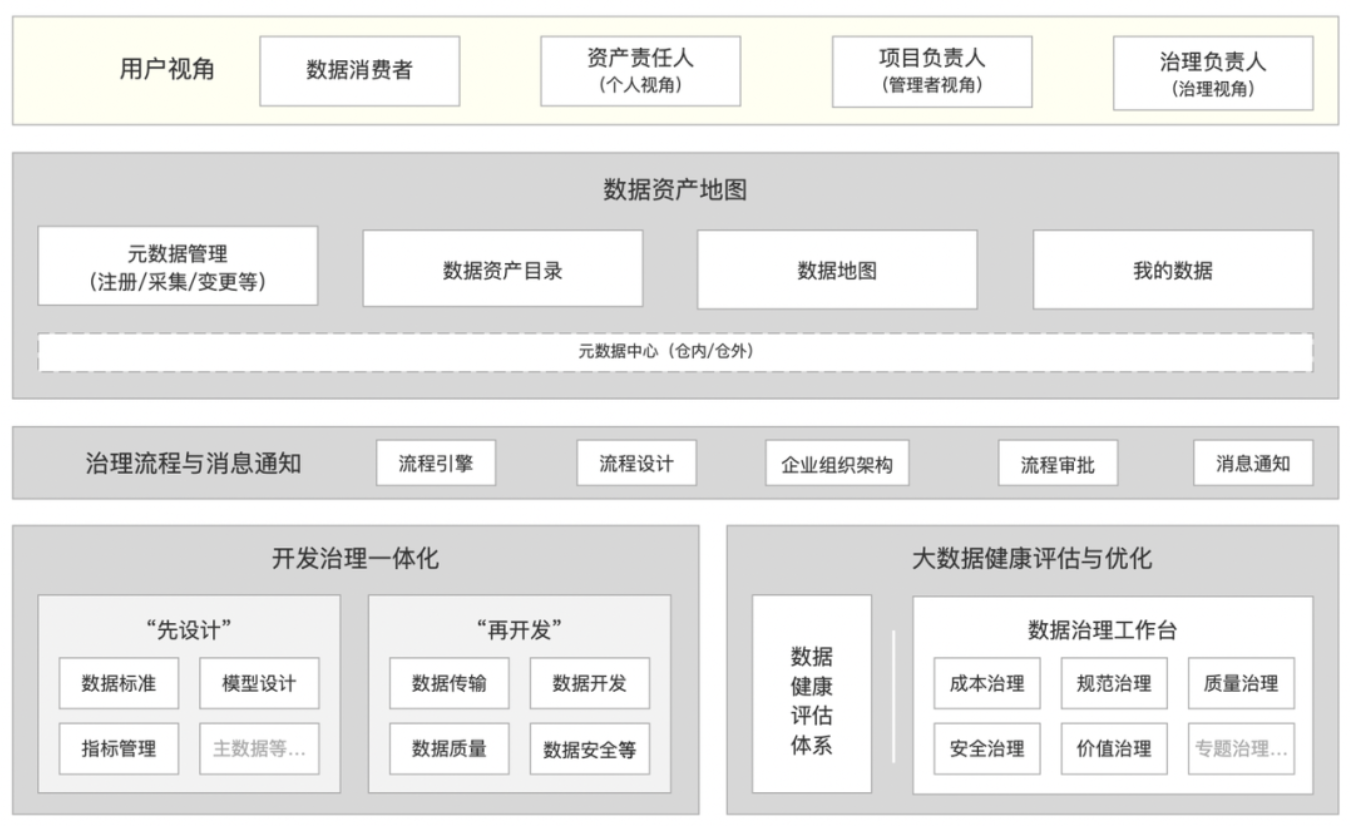 用户视角
数据消费者
资产责任人
(个人视角)
项目负责人
(管理者视角)
治理负责人
(治理视角)
数据资产地图
元数据管理
(注册/采集/变更等)
数据资产目录
数据地图
我的数据
元数据中心（仓内/仓外）
治理流程与消息通知
流程引擎
流程设计
企业组织架构
流程审批
消息通知
开发治理一体化
“先设计”
数据标准
模型设计
指标管理
主数据等...
“再开发”
数据传输
数据开发
数据质量
数据安全等
大数据健康评估与优化
数据
健康
评估
体系
数据治理工作台
成本治理
规范治理
质量治理
安全治理
价值治理
专题治理...